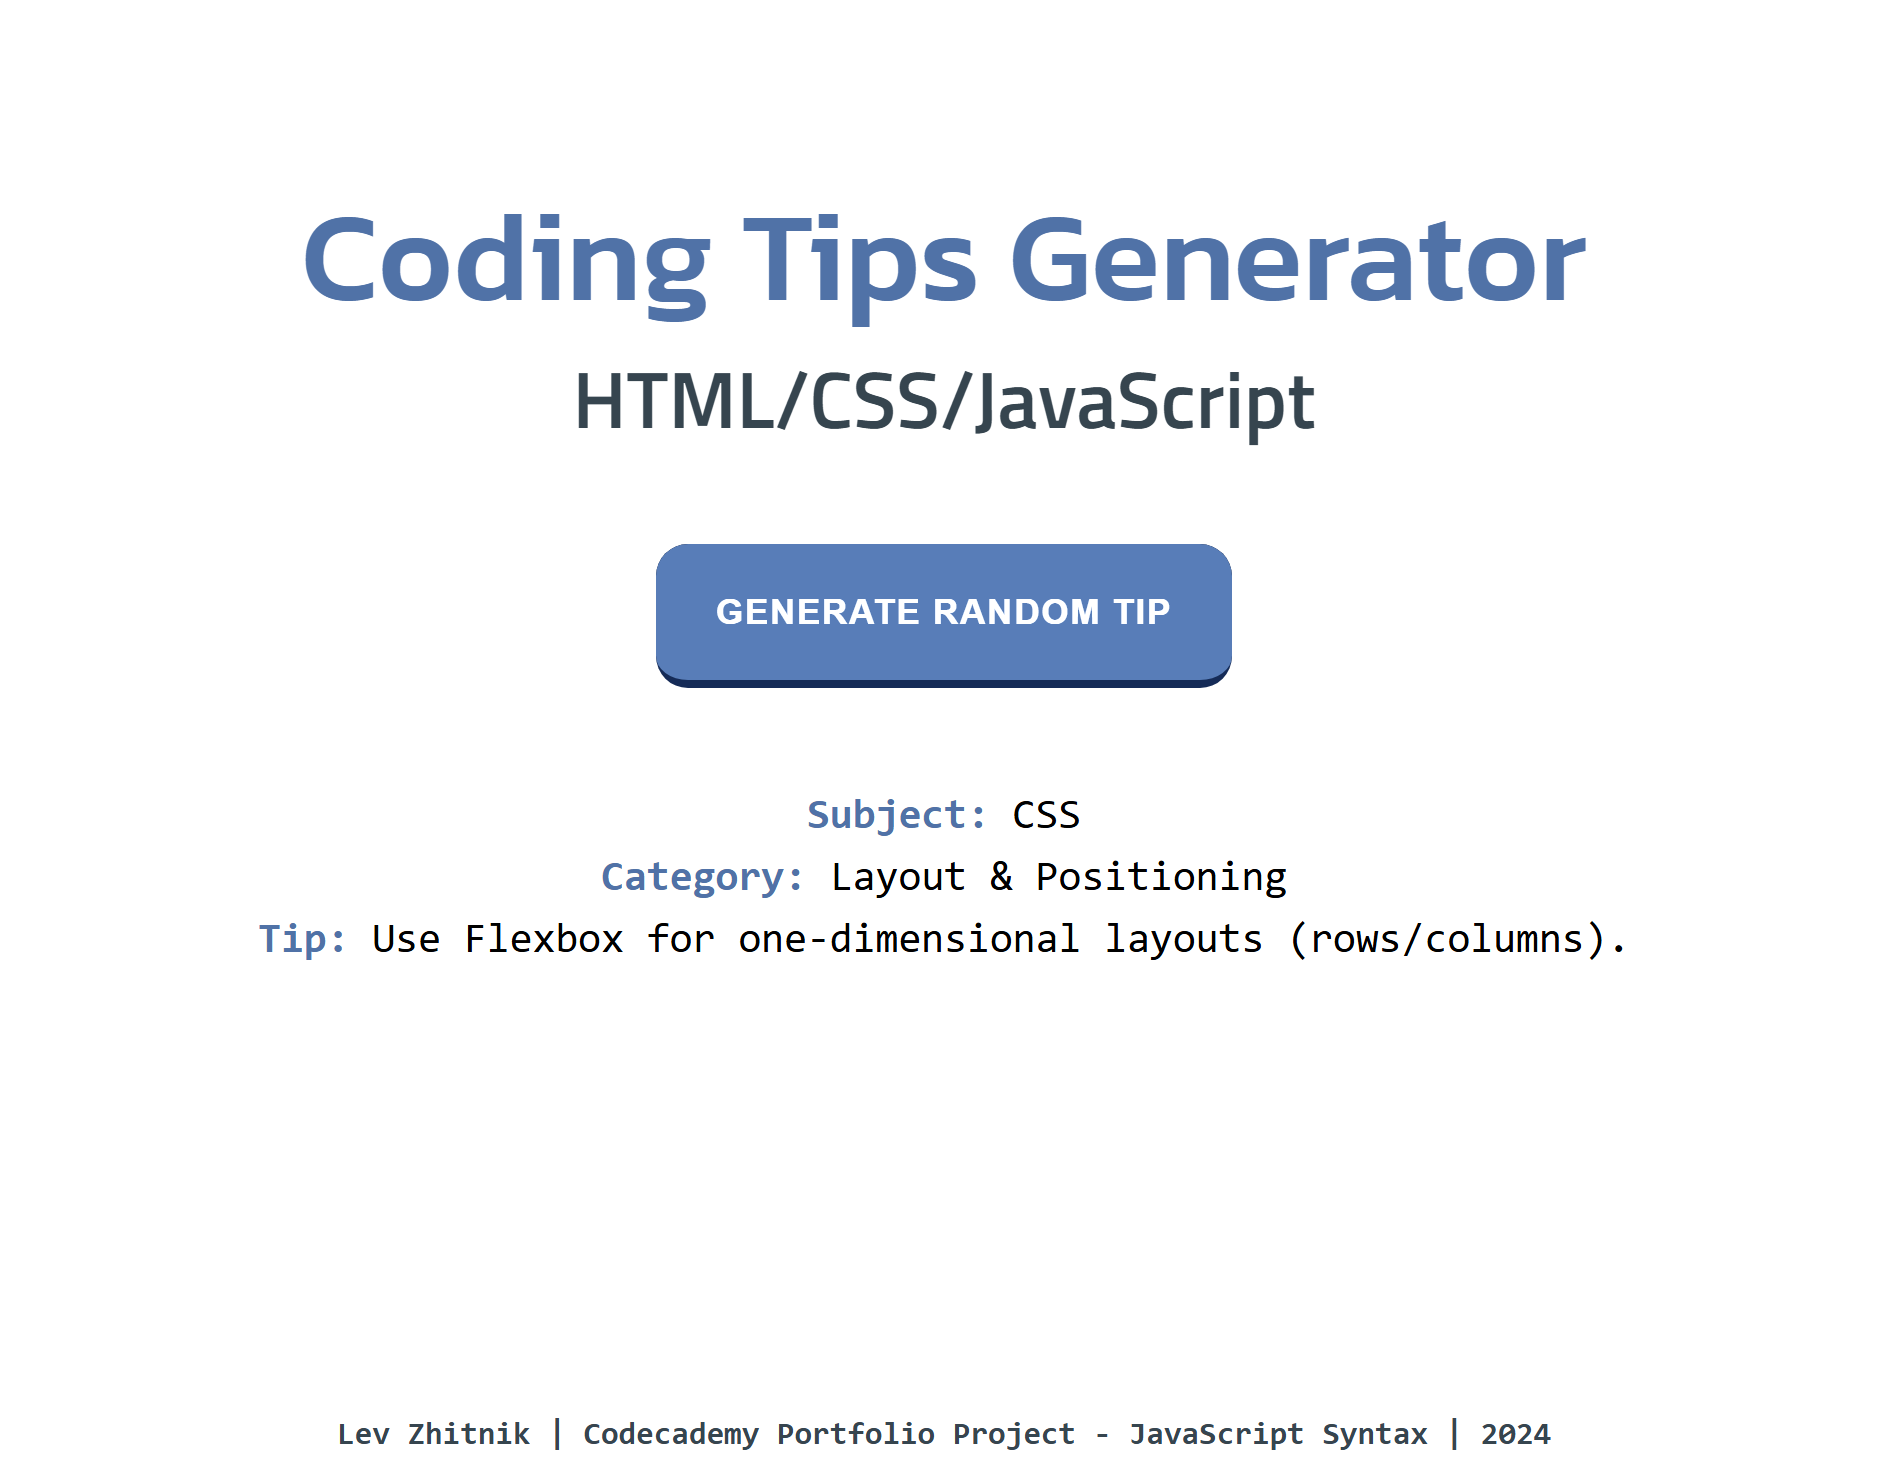 Coding Tips Generator
HTML/CSS/JavaScript
GENERATE RANDOM TIP
Subject: CSS
Category: Layout & Positioning
Tip: Use Flexbox for one-dimensional layouts (rows/columns).
Lev Zhitnik | Codecademy Portfolio Project - JavaScript Syntax | 2024